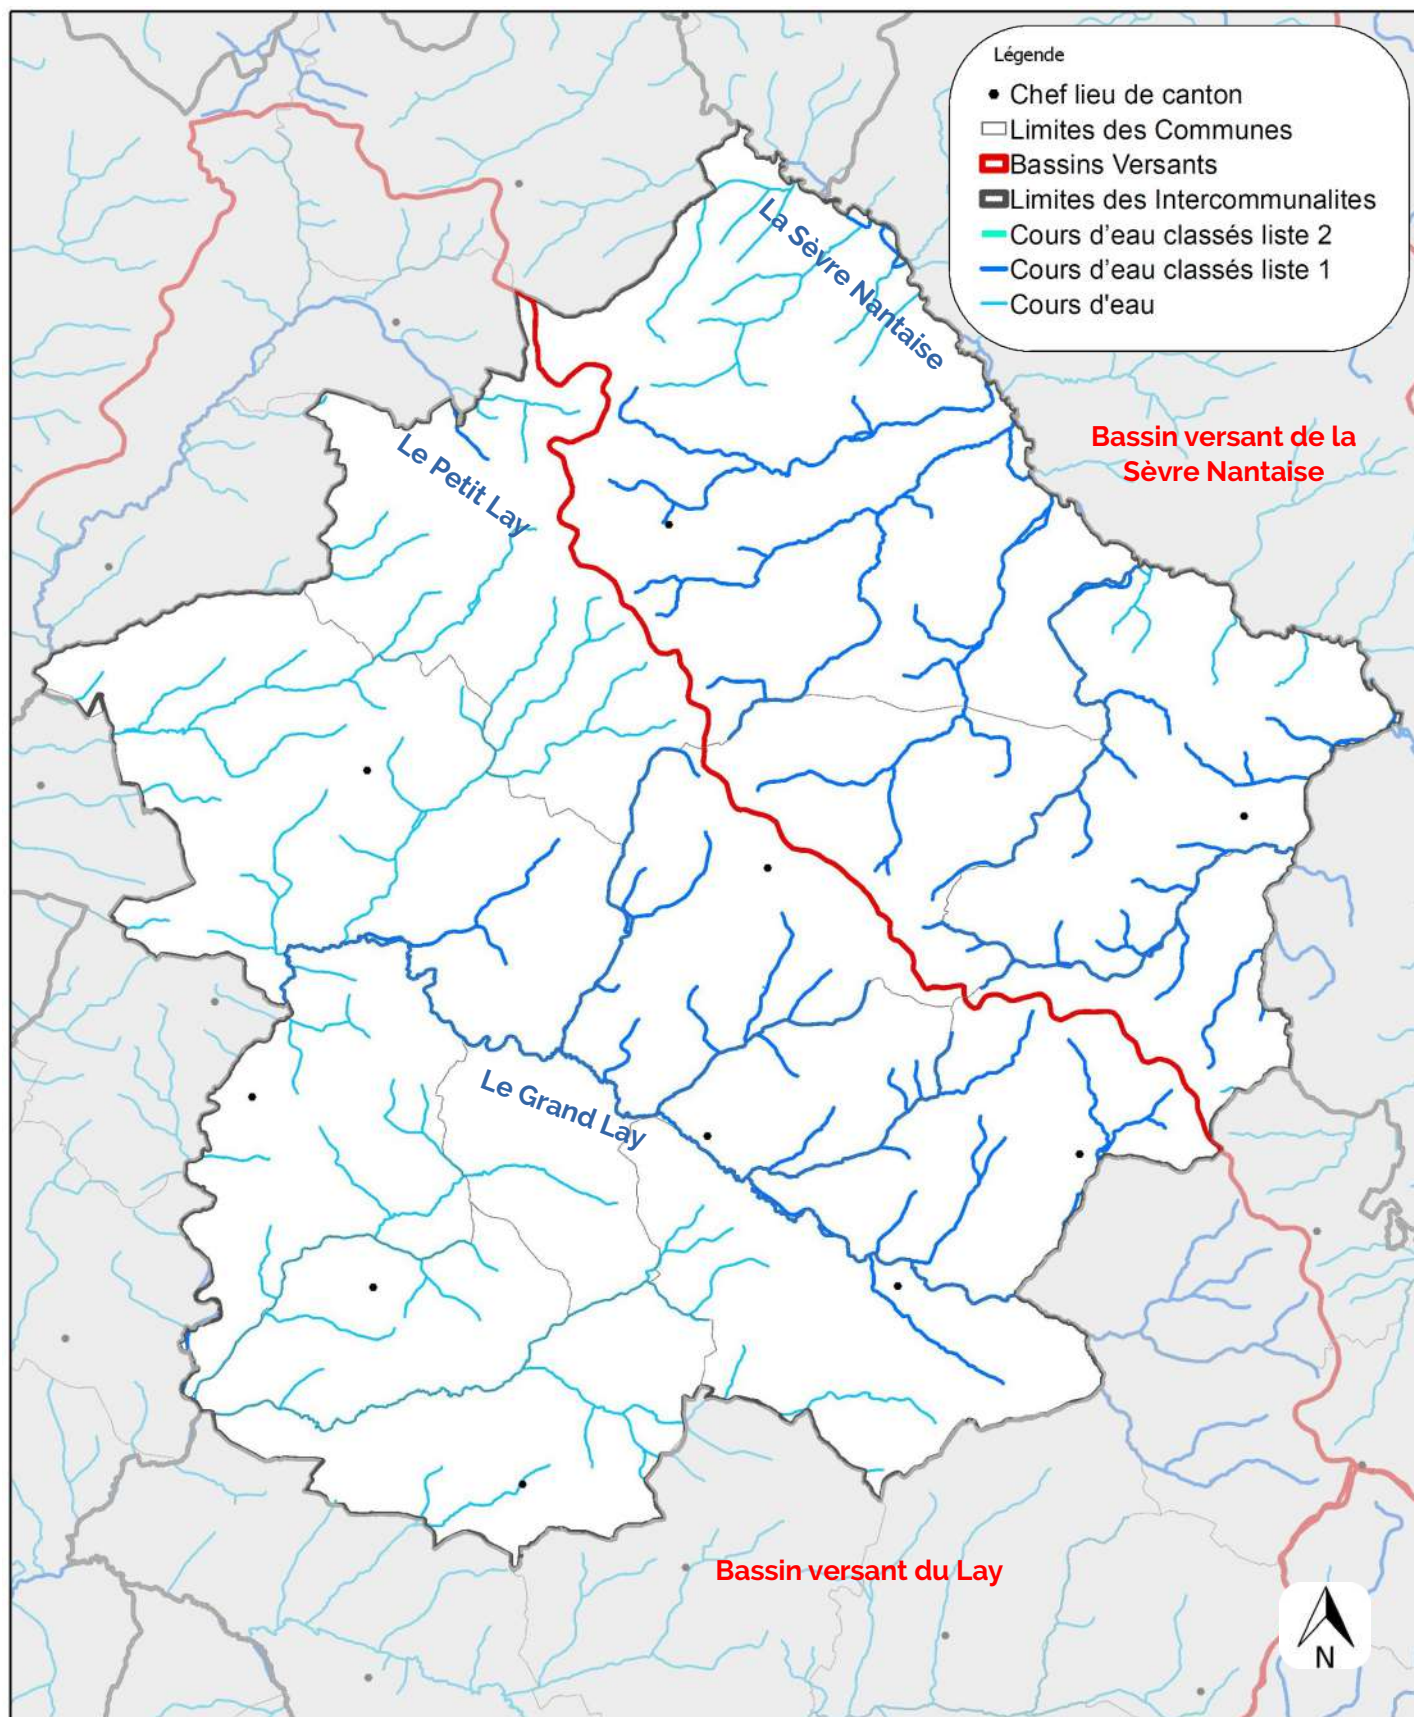 Légende
Chef lieu de canton
Limites des Communes
Bassins Versants
Limites des Intercommunalites
Cours d'eau classés liste 2
Cours d'eau classés liste 1
Cours d'eau
La Sèvre Nantaise
Bassin versant de la
Sèvre Nantaise
Le Petit Lay
Le Grand Lay
Bassin versant du Lay
N